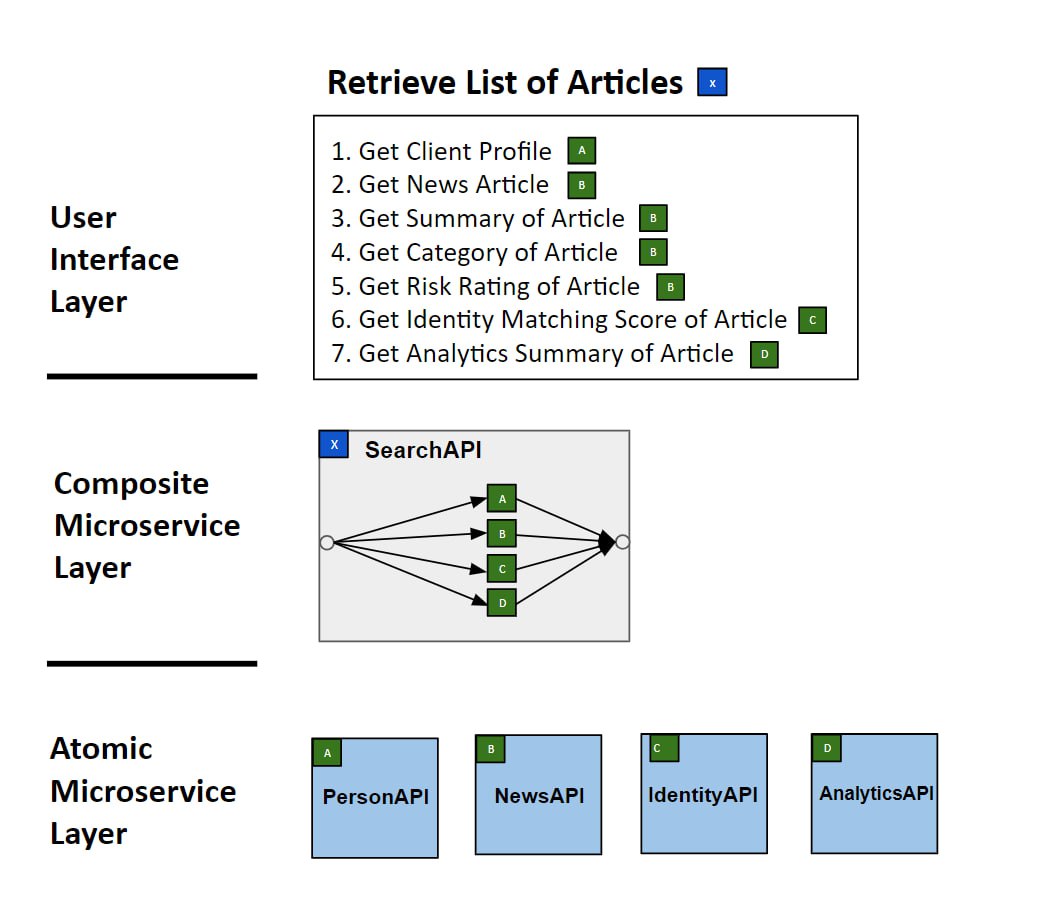 Retrieve List of Articles x
1. Get Client Profile A
2. Get News Article B
3. Get Summary of Article B
4. Get Category of Article B
5. Get Risk Rating of Article B
6. Get Identity Matching Score of Article C
7. Get Analytics Summary of Article D
User
Interface
Layer
X SearchAPI
A
B
C
D
Composite
Microservice
Layer
Atomic
Microservice
Layer
A
PersonAPI
B
NewsAPI
C
IdentityAPI
D
AnalyticsAPI